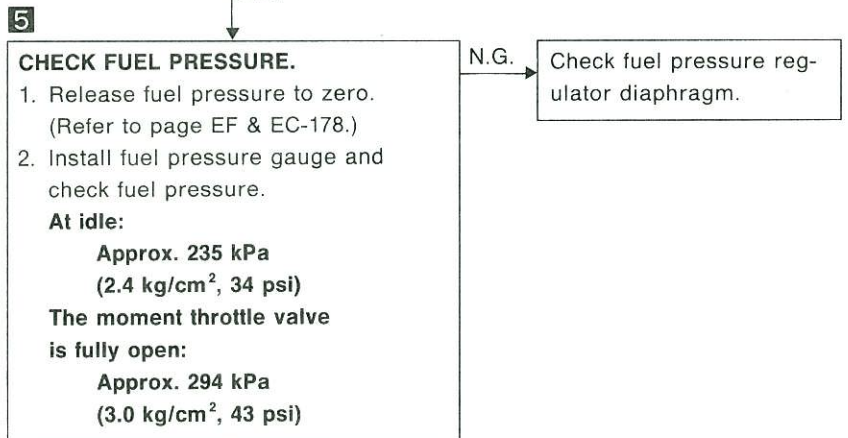 5
CHECK FUEL PRESSURE.
1. Release fuel pressure to zero.
(Refer to page EF & EC-178.)
2. Install fuel pressure gauge and
check fuel pressure.
At idle:
Approx. 235 kPa
(2.4 kg/cm², 34 psi)
The moment throttle valve
is fully open:
Approx. 294 kPa
(3.0 kg/cm², 43 psi)
N.G.
Check fuel pressure reg-
ulator diaphragm.